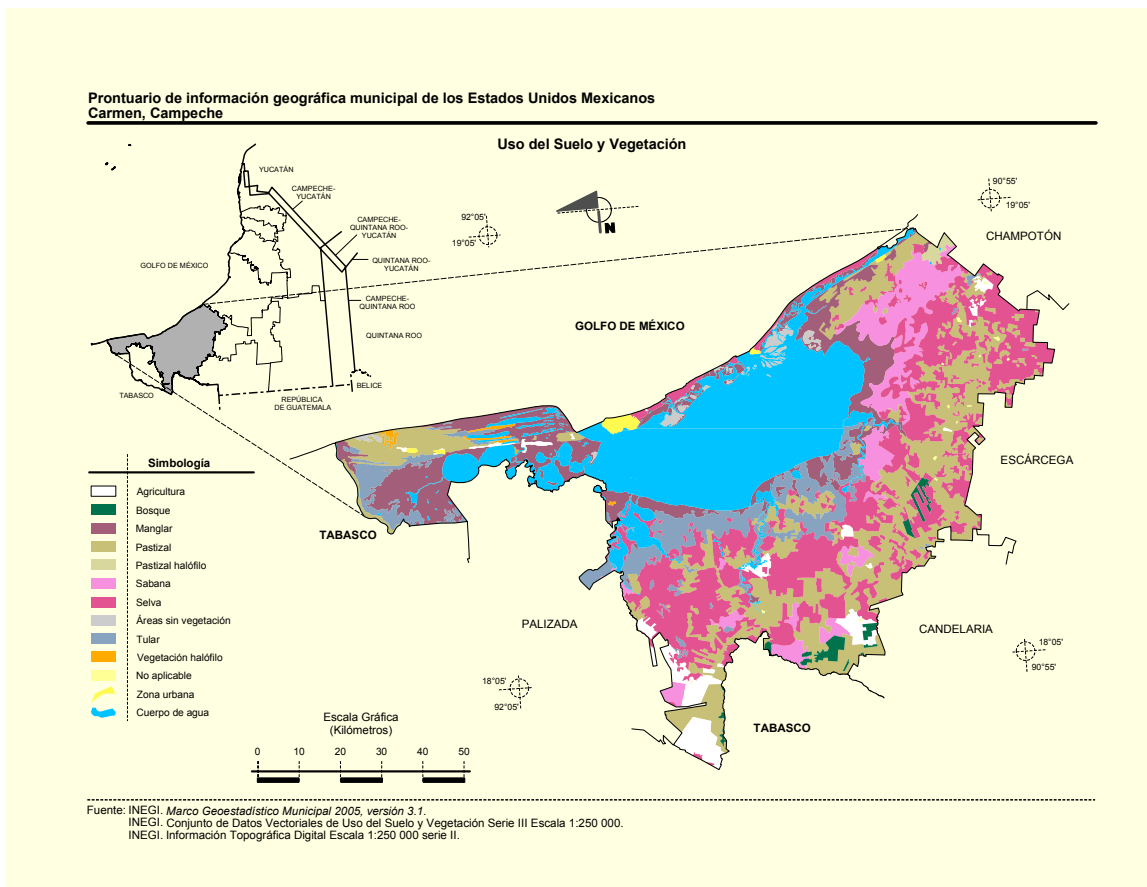 Prontuario de información geográfica municipal de los Estados Unidos Mexicanos
Carmen, Campeche
Uso del Suelo y Vegetación
YUCATÁN
CAMPECHE-
YUCATÁN
CAMPECHE-
QUINTANA ROO-
YUCATÁN
QUINTANA ROO-
YUCATÁN
GOLFO DE MÉXICO
CAMPECHE-
QUINTANA ROO
QUINTANA ROO
BELICE
TABASCO
REPÚBLICA
DE GUATEMALA
92°05'
19°05'
N
90°55'
19°05'
CHAMPOTÓN
GOLFO DE MÉXICO
ESCÁRCEGA
TABASCO
PALIZADA
CANDELARIA
18°05'
90°55'
18°05'
92°05'
TABASCO
Simbología
Agricultura
Bosque
Manglar
Pastizal
Pastizal halófilo
Sabana
Selva
Áreas sin vegetación
Tular
Vegetación halófilo
No aplicable
Zona urbana
Cuerpo de agua
Escala Gráfica
(Kilómetros)
0 10 20 30 40 50
Fuente: INEGI. Marco Geoestadístico Municipal 2005, versión 3.1.
INEGI. Conjunto de Datos Vectoriales de Uso del Suelo y Vegetación Serie III Escala 1:250 000.
INEGI. Información Topográfica Digital Escala 1:250 000 serie II.